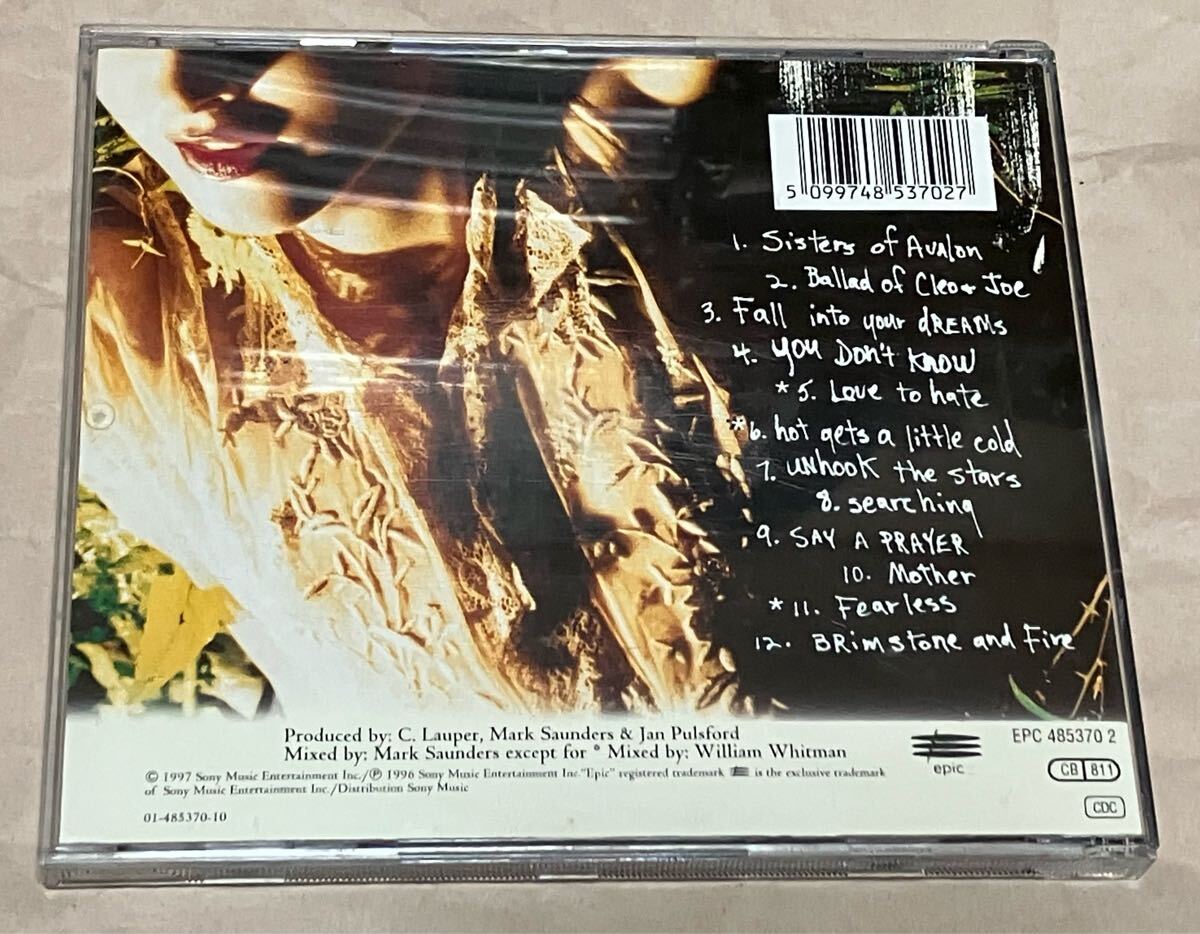 5 099748 537027
1. Sisters of Avalon
2. Ballad of Cleo & Joe
3. Fall into your dREAMs
4. you DON't KNOW
*5. Love to hate
*6. hot gets a little cold
7. UNhOOK the stars
8. searching
9. SAY A PRAYER
10. Mother
*11. Fearless
12. BRimstone and Fire
Produced by: C. Lauper, Mark Saunders & Jan Pulsford
Mixed by: Mark Saunders except for * Mixed by: William Whitman
© 1997 Sony Music Entertainment Inc./℗ 1996 Sony Music Entertainment Inc. "Epic" registered trademark is the exclusive trademark
of Sony Music Entertainment Inc./Distribution Sony Music
01-485370-10
epic
EPC 485370 2
CB 811
CDC